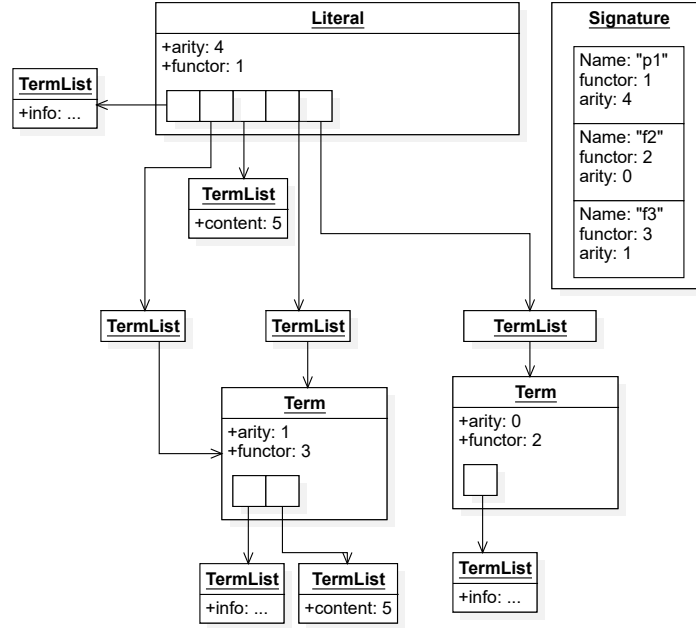 Literal
+arity: 4
+functor: 1
Signature
Name: "p1"
functor: 1
arity: 4
Name: "f2"
functor: 2
arity: 0
Name: "f3"
functor: 3
arity: 1
TermList
+info: ...
TermList
+content: 5
TermList
TermList
TermList
Term
+arity: 1
+functor: 3
Term
+arity: 0
+functor: 2
TermList
+info: ...
TermList
+content: 5
TermList
+info: ...